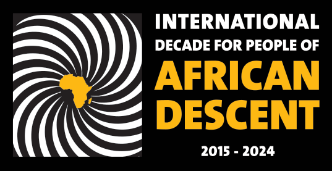 INTERNATIONAL
DECADE FOR PEOPLE OF
AFRICAN
DESCENT
2015 - 2024